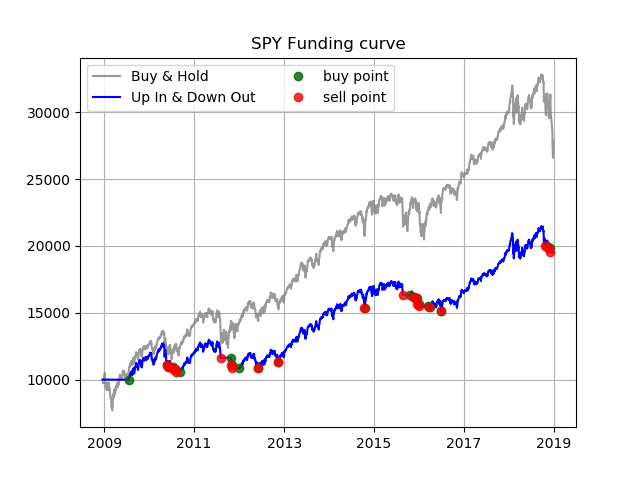 SPY Funding curve
Buy & Hold
Up In & Down Out
buy point
sell point
30000
25000
20000
15000
10000
2009
2011
2013
2015
2017
2019